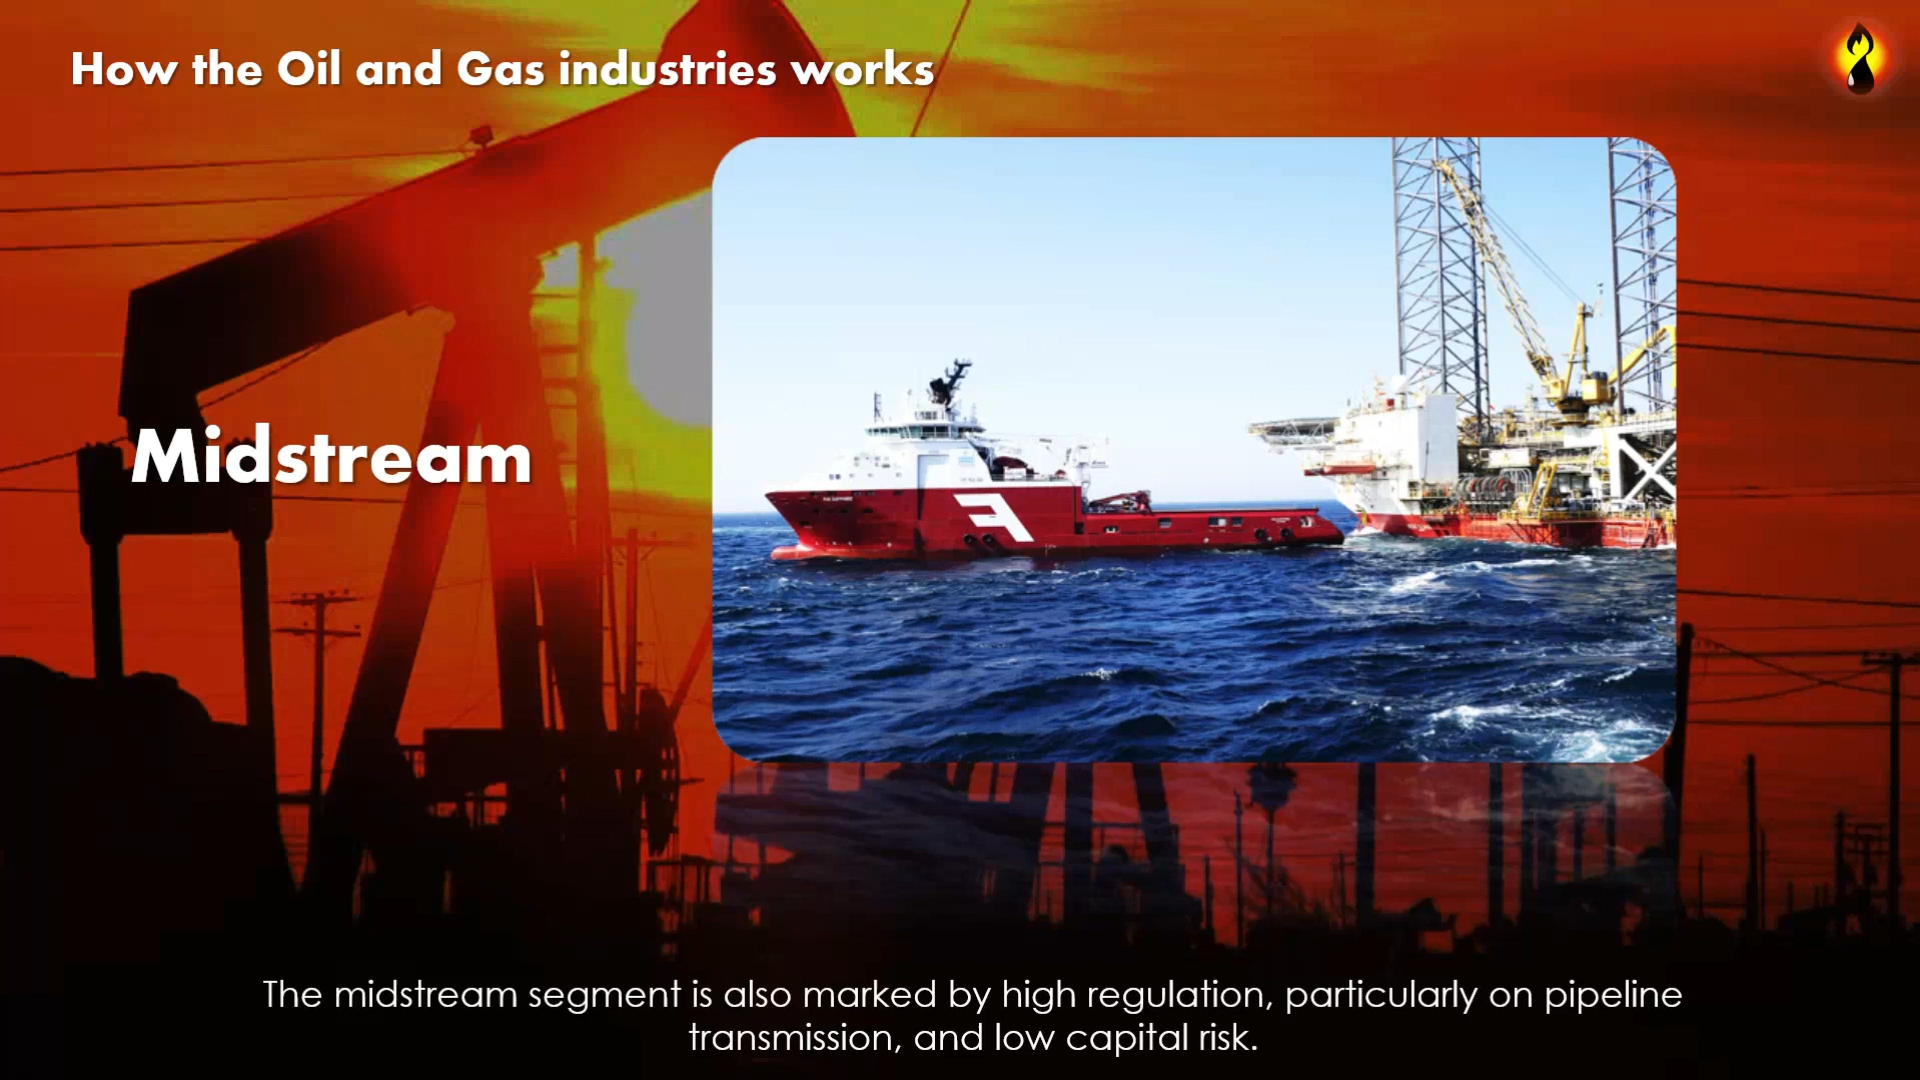 How the Oil and Gas industries works
Midstream
The midstream segment is also marked by high regulation, particularly on pipeline
transmission, and low capital risk.